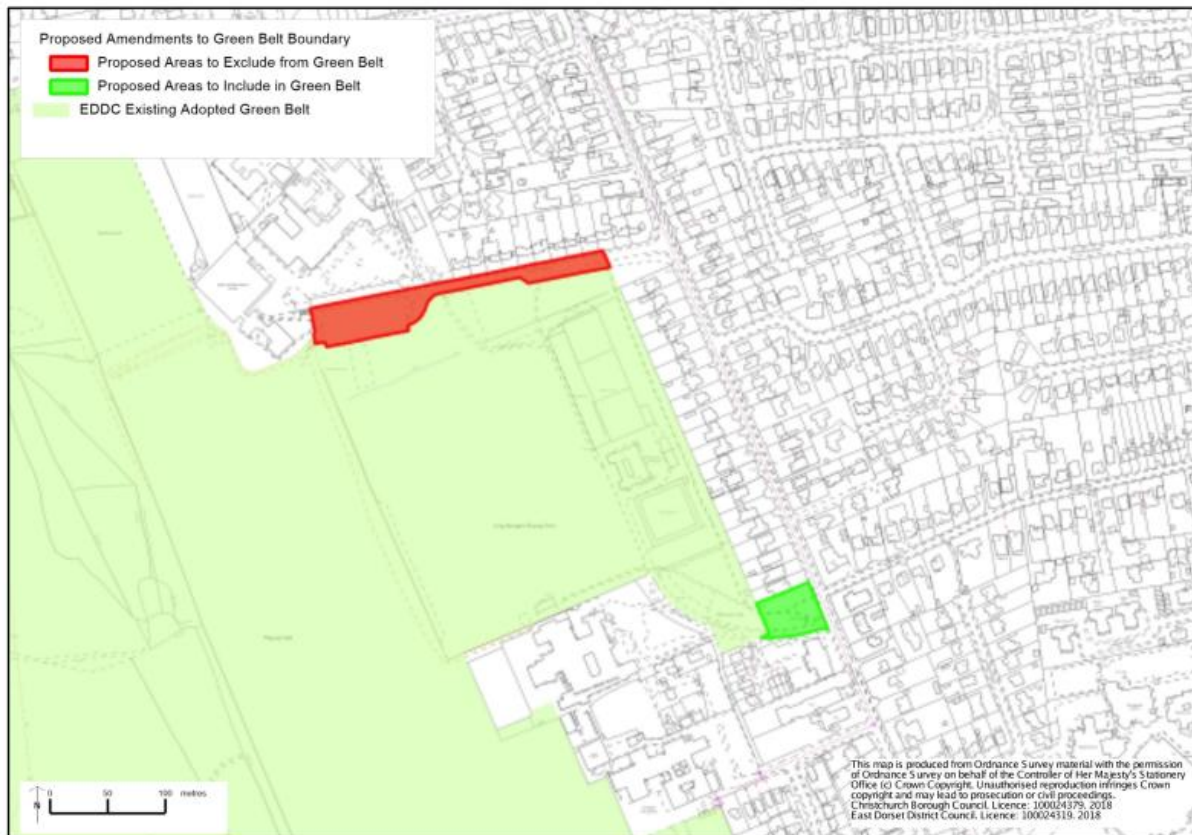 Proposed Amendments to Green Belt Boundary
Proposed Areas to Exclude from Green Belt
Proposed Areas to Include in Green Belt
EDDC Existing Adopted Green Belt
N
0 50 100 metres
This map is produced from Ordnance Survey material with the permission
of Ordnance Survey on behalf of the Controller of Her Majesty's Stationery
Office (c) Crown Copyright. Unauthorised reproduction infringes Crown
copyright and may lead to prosecution or civil proceedings.
Christchurch Borough Council. Licence: 100024379. 2018
East Dorset District Council. Licence: 100024319. 2018